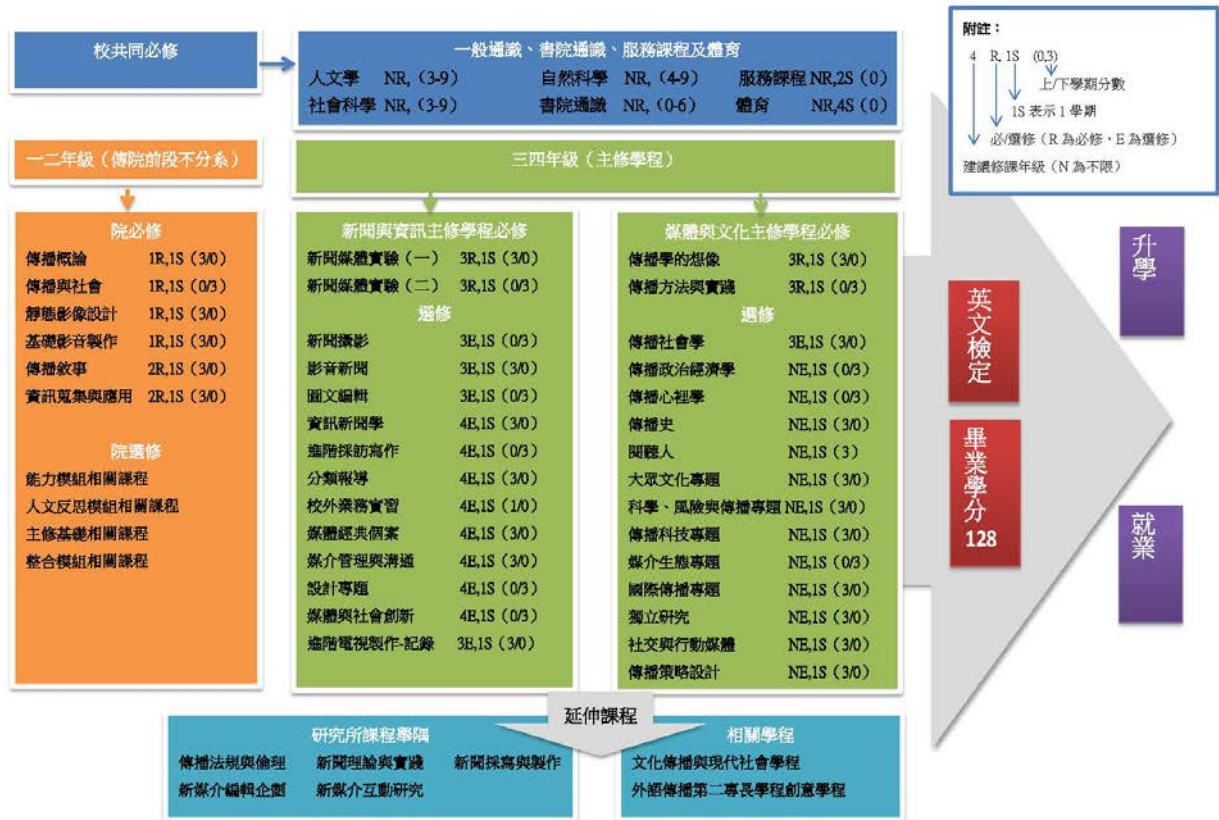 校共同必修
一般通識、書院通識、服務課程及體育
人文學 NR,（3-9） 自然科學 NR,（4-9） 服務課程 NR,2S（0）
社會科學 NR,（3-9） 書院通識 NR,（0-6） 體育 NR,4S（0）
附註：
4 R, 1S (0,3)
上/下學期分數
1S 表示 1 學期
必/選修（R 為必修，E 為選修）
建議修課年級（N 為不限）
一二年級（傳院前段不分系）
三四年級（主修學程）
院必修
傳播概論 1R,1S（3/0）
傳播與社會 1R,1S（0/3）
靜態影像設計 1R,1S（3/0）
基礎影音製作 1R,1S（3/0）
傳播敘事 2R,1S（3/0）
資訊蒐集與應用 2R,1S（3/0）
院選修
能力模組相關課程
人文反思模組相關課程
主修基礎相關課程
整合模組相關課程
新聞與資訊主修學程必修
新聞媒體實驗（一） 3R,1S（3/0）
新聞媒體實驗（二） 3R,1S（0/3）
選修
新聞攝影 3E,1S（0/3）
影音新聞 3E,1S（3/0）
圖文編輯 3E,1S（0/3）
資訊新聞學 4E,1S（3/0）
進階採訪寫作 4E,1S（0/3）
分類報導 4E,1S（3/0）
校外業務實習 4E,1S（1/0）
媒體經典個案 4E,1S（3/0）
媒介管理與溝通 4E,1S（3/0）
設計專題 4E,1S（0/3）
媒體與社會創新 4E,1S（0/3）
進階電視製作-記錄 3E,1S（3/0）
媒體與文化主修學程必修
傳播學的想像 3R,1S（3/0）
傳播方法與實踐 3R,1S（0/3）
選修
傳播社會學 3E,1S（3/0）
傳播政治經濟學 NE,1S（0/3）
傳播心裡學 NE,1S（0/3）
傳播史 NE,1S（3/0）
閱聽人 NE,1S（3）
大眾文化專題 NE,1S（3/0）
科學、風險與傳播專題 NE,1S（3/0）
傳播科技專題 NE,1S（3/0）
媒介生態專題 NE,1S（0/3）
國際傳播專題 NE,1S（3/0）
獨立研究 NE,1S（3/0）
社交與行動媒體 NE,1S（3/0）
傳播策略設計 NE,1S（3/0）
英文檢定
畢業學分
128
升學
就業
延伸課程
研究所課程舉隅
傳播法規與倫理 新聞理論與實踐 新聞採寫與製作
新媒介編輯企劃 新媒介互動研究
相關學程
文化傳播與現代社會學程
外語傳播第二專長學程創意學程